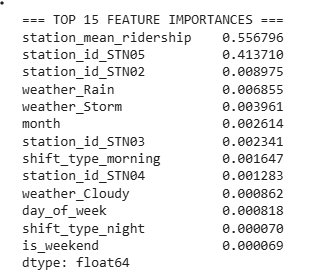 === TOP 15 FEATURE IMPORTANCES ===
station_mean_ridership    0.556796
station_id_STN05          0.413710
station_id_STN02          0.008975
weather_Rain              0.006855
weather_Storm             0.003961
month                     0.002614
station_id_STN03          0.002341
shift_type_morning        0.001647
station_id_STN04          0.001283
weather_Cloudy            0.000862
day_of_week               0.000818
shift_type_night          0.000070
is_weekend                0.000069
dtype: float64